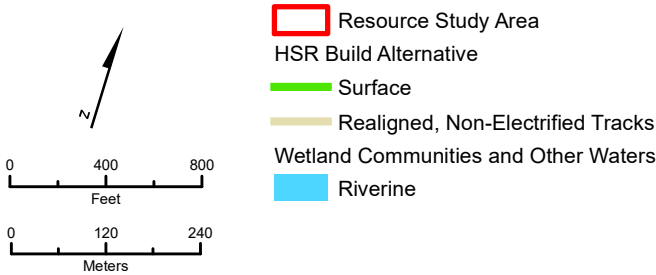 Z
0 400 800
Feet
0 120 240
Meters
Resource Study Area
HSR Build Alternative
Surface
Realigned, Non-Electrified Tracks
Wetland Communities and Other Waters
Riverine